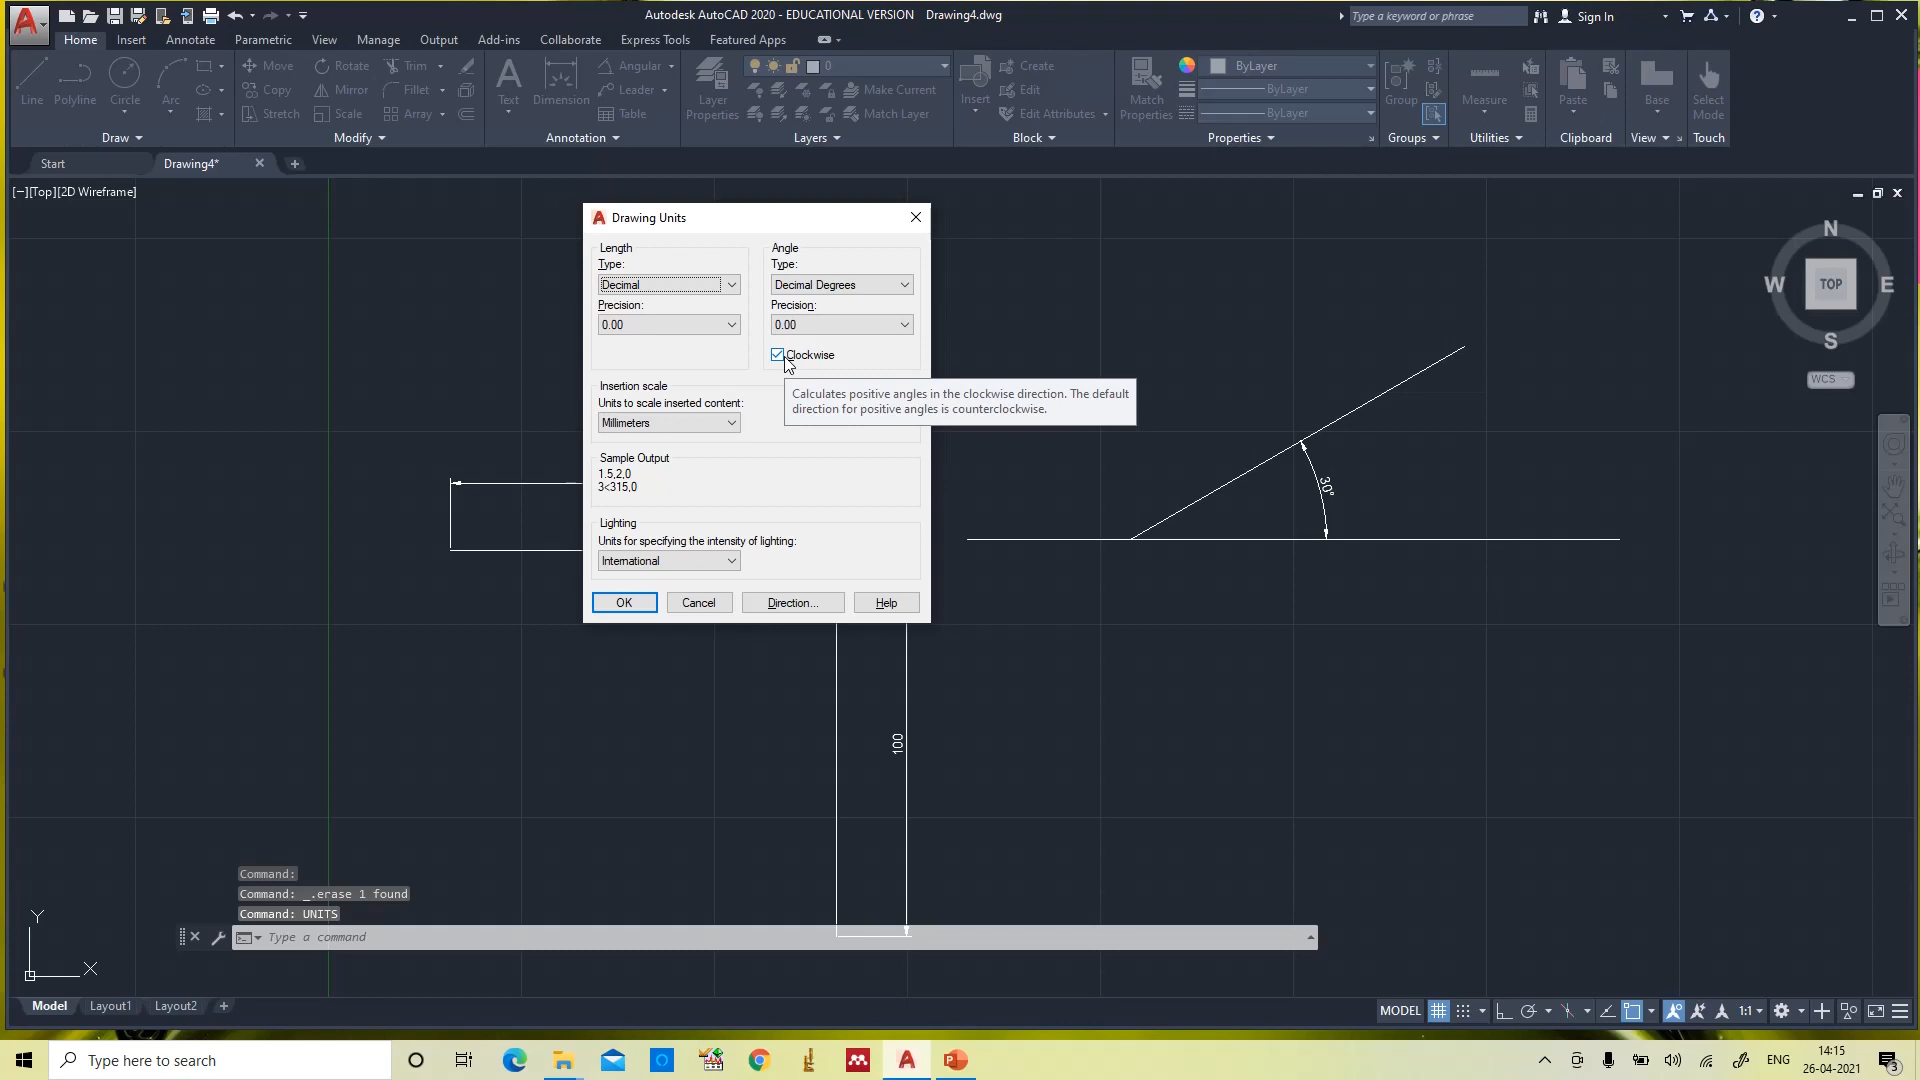 Autodesk AutoCAD 2020 - EDUCATIONAL VERSION Drawing4.dwg
Type a keyword or phrase
Sign In
Home Insert Annotate Parametric View Manage Output Add-ins Collaborate Express Tools Featured Apps
Line Polyline Circle Arc
Draw
Move Rotate Trim
Copy Mirror Fillet
Stretch Scale Array
Modify
Text Dimension
Angular
Leader
Table
Annotation
Layer Properties
0
Make Current
Match Layer
Layers
Insert
Create
Edit
Edit Attributes
Block
Match Properties
ByLayer
ByLayer
ByLayer
Properties
Group
Groups
Measure
Utilities
Paste
Clipboard
Base
View
Select Mode
Touch
Start Drawing4*
[−][Top][2D Wireframe]
Drawing Units
Length
Type:
Decimal
Precision:
0.00
Angle
Type:
Decimal Degrees
Precision:
0.00
Clockwise
Calculates positive angles in the clockwise direction. The default
direction for positive angles is counterclockwise.
Insertion scale
Units to scale inserted content:
Millimeters
Sample Output
1.5,2,0
3<315,0
Lighting
Units for specifying the intensity of lighting:
International
OK Cancel Direction... Help
N
W TOP E
S
WCS
30°
100
Command:
Command: _.erase 1 found
Command: UNITS
Type a command
Y
X
Model Layout1 Layout2
MODEL 1:1
Type here to search
ENG
14:15
26-04-2021
3